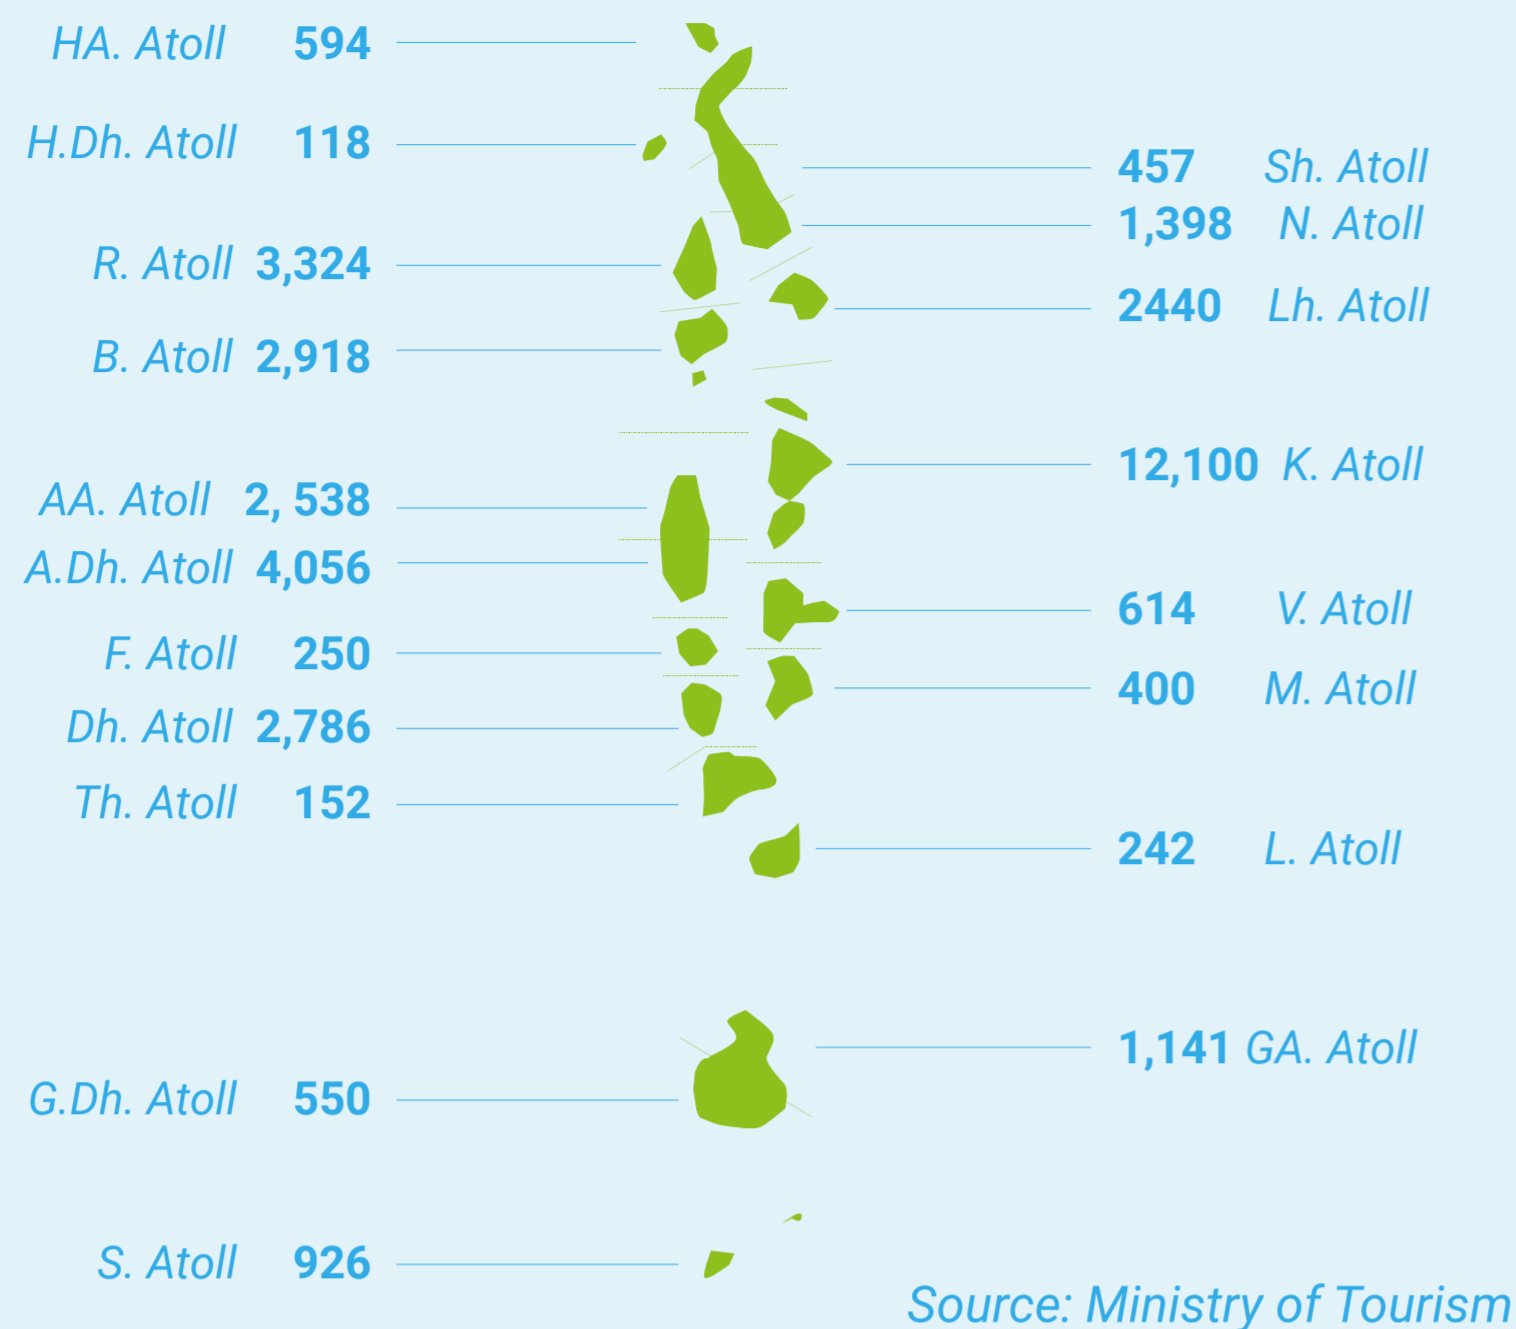 HA. Atoll 594
H.Dh. Atoll 118
R. Atoll 3,324
B. Atoll 2,918
AA. Atoll 2, 538
A.Dh. Atoll 4,056
F. Atoll 250
Dh. Atoll 2,786
Th. Atoll 152
G.Dh. Atoll 550
S. Atoll 926
457 Sh. Atoll
1,398 N. Atoll
2440 Lh. Atoll
12,100 K. Atoll
614 V. Atoll
400 M. Atoll
242 L. Atoll
1,141 GA. Atoll
Source: Ministry of Tourism